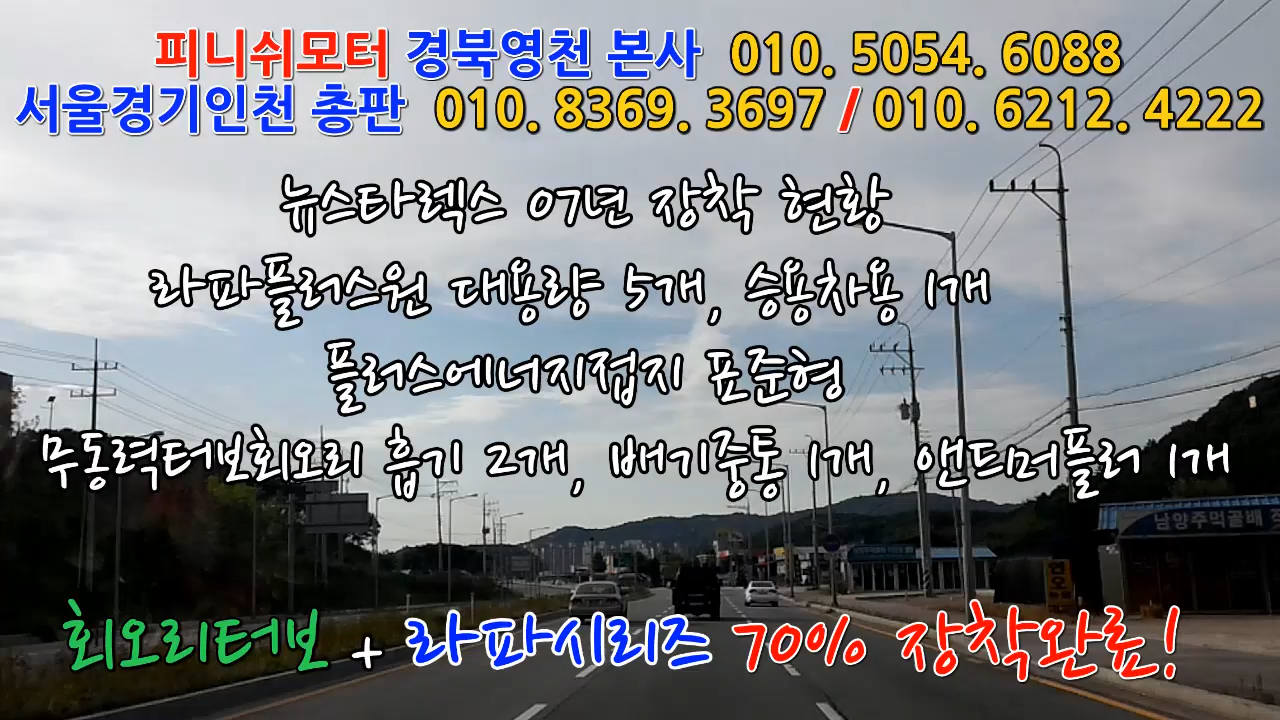 피니쉬모터 경북영천 본사 010. 5054. 6088
서울경기인천 총판 010. 8369. 3697 / 010. 6212. 4222
뉴스타렉스 07년 장착 현황
라파플러스원 대용량 5개, 승용차용 1개
플러스에너지접지 표준형
무동력터보회오리 흡기 2개, 배기중통 1개, 앤드머플러 1개
남양주먹골배
회오리터보 + 라파시리즈 70% 장착완료!